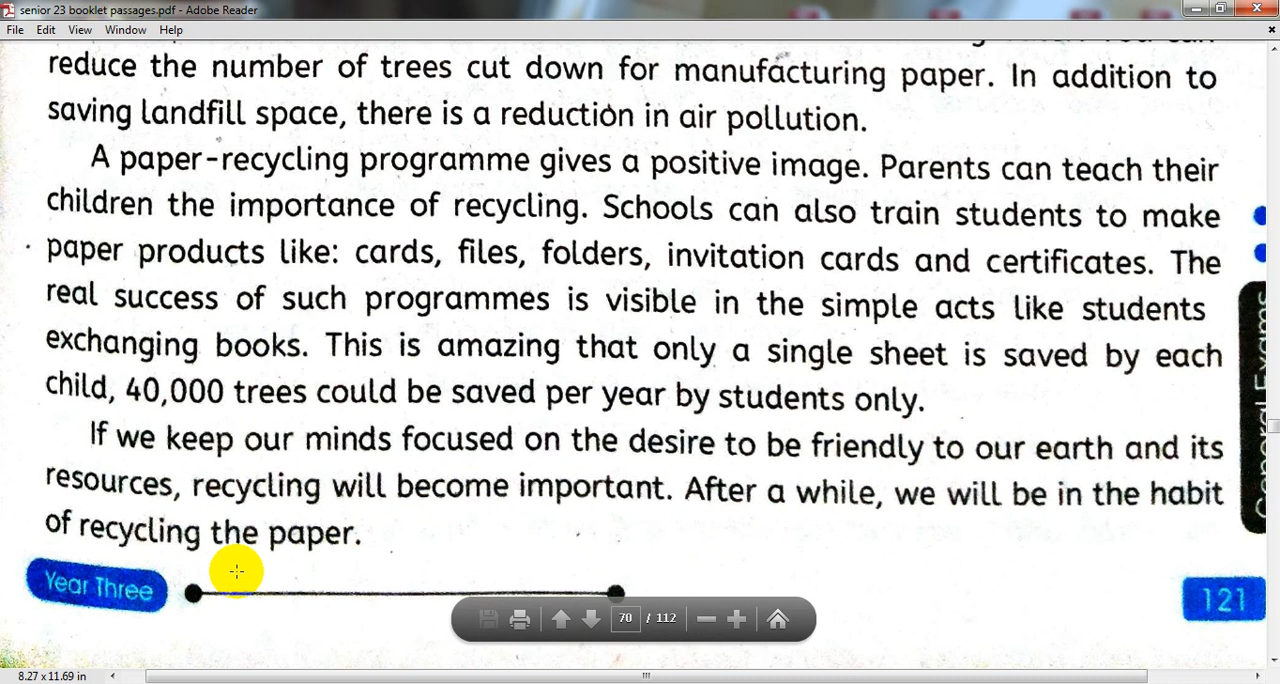 senior 23 booklet passages.pdf - Adobe Reader
File Edit View Window Help
reduce the number of trees cut down for manufacturing paper. In addition to
saving landfill space, there is a reduction in air pollution.
A paper-recycling programme gives a positive image. Parents can teach their
children the importance of recycling. Schools can also train students to make
paper products like: cards, files, folders, invitation cards and certificates. The
real success of such programmes is visible in the simple acts like students
exchanging books. This is amazing that only a single sheet is saved by each
child, 40,000 trees could be saved per year by students only.
If we keep our minds focused on the desire to be friendly to our earth and its
resources, recycling will become important. After a while, we will be in the habit
of recycling the paper.
General Exams
Year Three
121
70 / 112
8.27 x 11.69 in